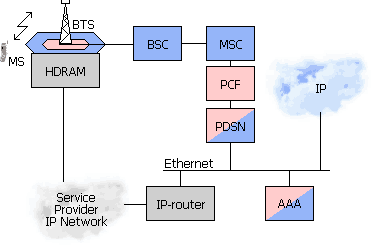 BTS
MS
BSC
MSC
HDRAM
PCF
IP
PDSN
Ethernet
Service
Provider
IP Network
IP-router
AAA